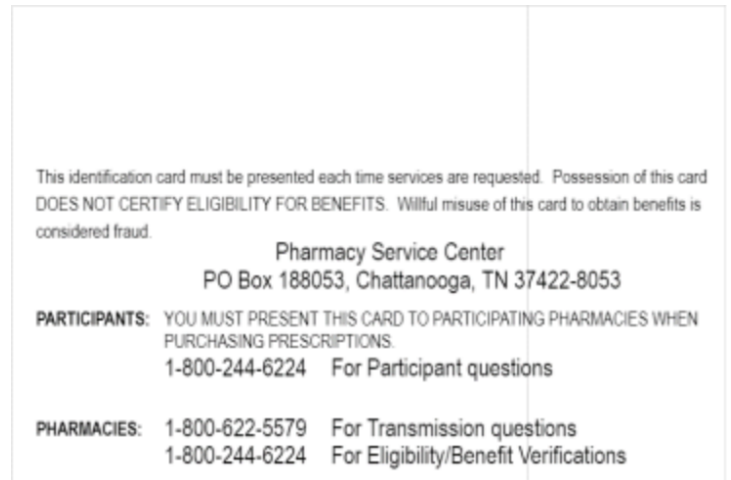 This identification card must be presented each time services are requested. Possession of this card
DOES NOT CERTIFY ELIGIBILITY FOR BENEFITS. Willful misuse of this card to obtain benefits is
considered fraud.
Pharmacy Service Center
PO Box 188053, Chattanooga, TN 37422-8053
PARTICIPANTS: YOU MUST PRESENT THIS CARD TO PARTICIPATING PHARMACIES WHEN
PURCHASING PRESCRIPTIONS.
1-800-244-6224 For Participant questions
PHARMACIES: 1-800-622-5579 For Transmission questions
1-800-244-6224 For Eligibility/Benefit Verifications